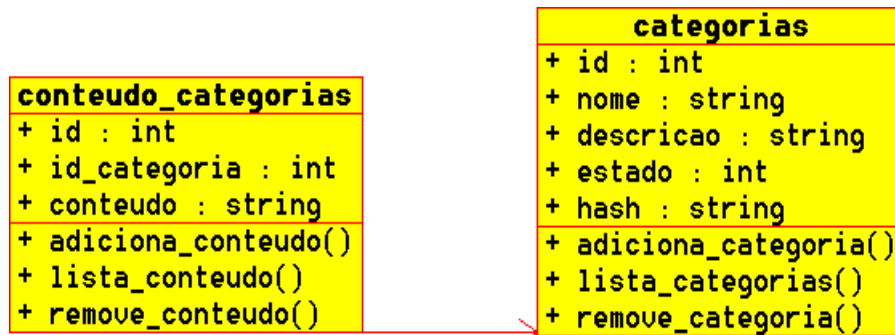 conteudo_categorias
+ id : int
+ id_categoria : int
+ conteudo : string
+ adiciona_conteudo()
+ lista_conteudo()
+ remove_conteudo()
categorias
+ id : int
+ nome : string
+ descricao : string
+ estado : int
+ hash : string
+ adiciona_categoria()
+ lista_categorias()
+ remove_categoria()